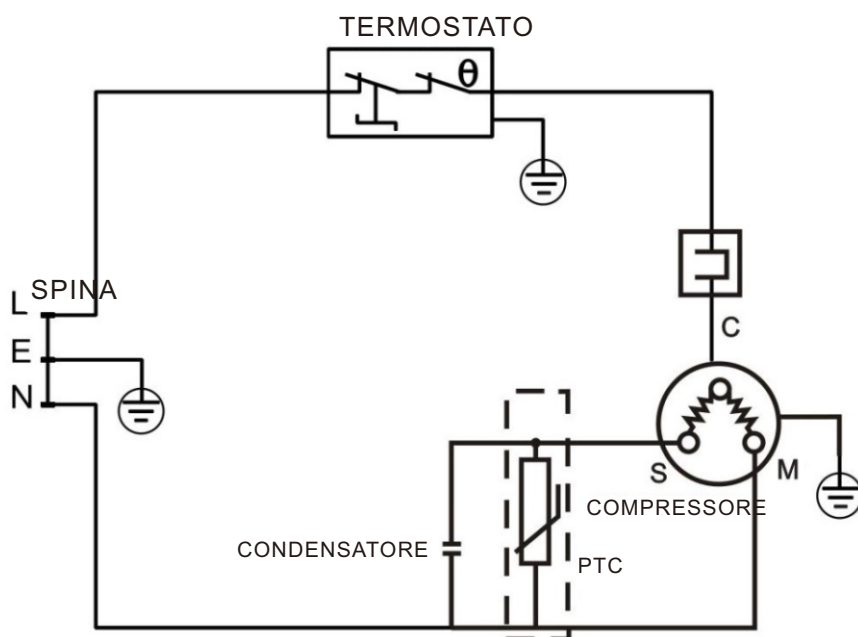 TERMOSTATO
θ
L SPINA
E
N
C
S
M
COMPRESSORE
CONDENSATORE
PTC